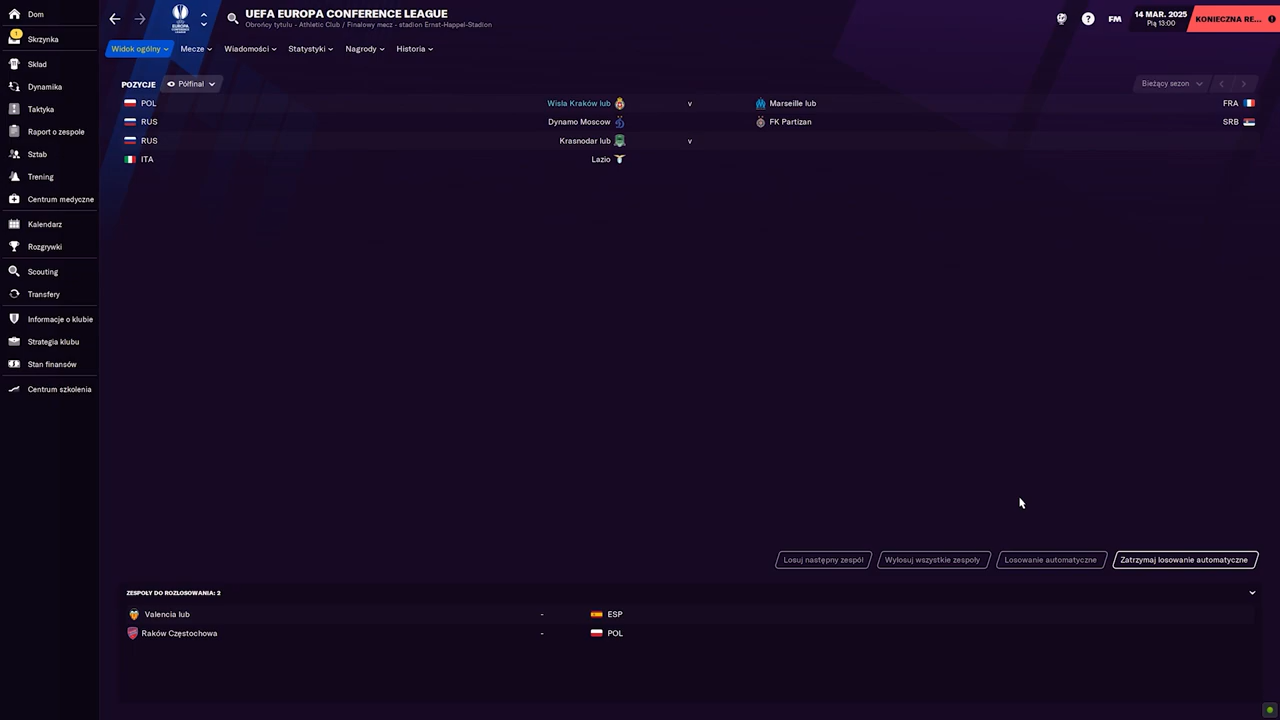 Dom
UEFA EUROPA CONFERENCE LEAGUE
Obrońcy tytułu - Athletic Club / Finałowy mecz - stadion Ernst-Happel-Stadion
FM
14 MAR. 2025
Pią 13:00
KONIECZNA RE...
1
Skrzynka
Widok ogólny
Mecze
Wiadomości
Statystyki
Nagrody
Historia
Skład
Dynamika
Taktyka
Raport o zespole
Sztab
Trening
Centrum medyczne
Kalendarz
Rozgrywki
Scouting
Transfery
Informacje o klubie
Strategia klubu
Stan finansów
Centrum szkolenia
POZYCJE
Półfinał
Bieżący sezon
POL Wisła Kraków lub v Marseille lub FRA
RUS Dynamo Moscow FK Partizan SRB
RUS Krasnodar lub v
ITA Lazio
Losuj następny zespół
Wylosuj wszystkie zespoły
Losowanie automatyczne
Zatrzymaj losowanie automatyczne
ZESPOŁY DO ROZLOSOWANIA: 2
Valencia lub - ESP
Raków Częstochowa - POL